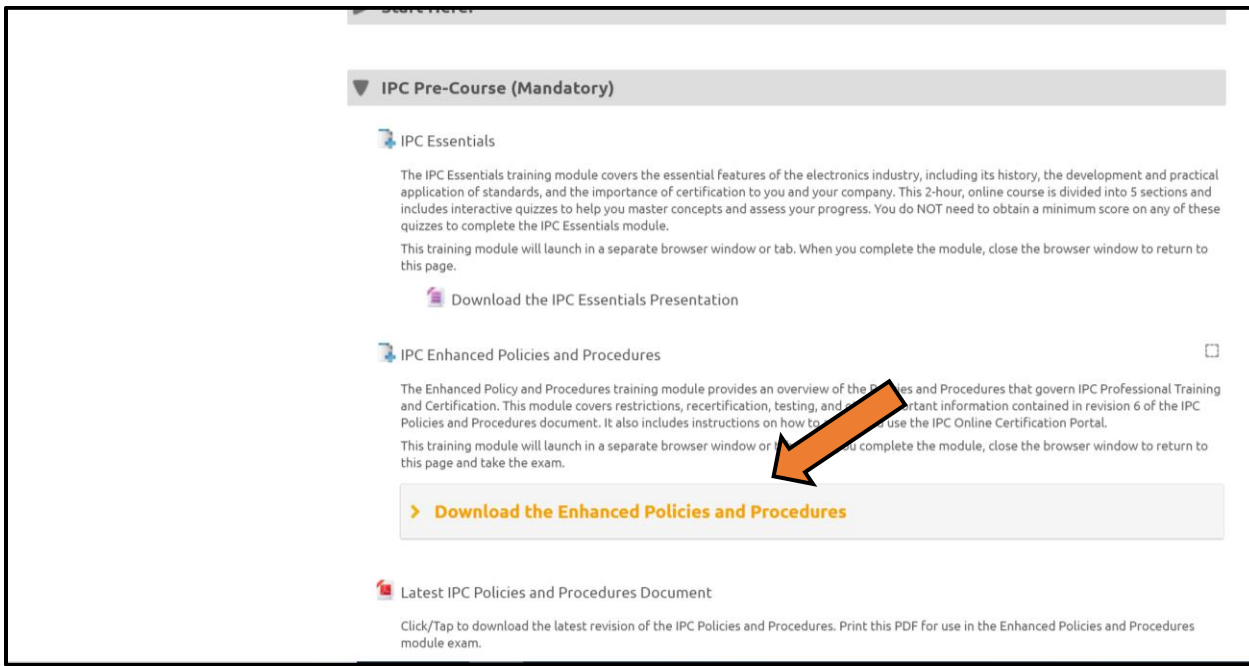 Start Here!
IPC Pre-Course (Mandatory)
IPC Essentials
The IPC Essentials training module covers the essential features of the electronics industry, including its history, the development and practical
application of standards, and the importance of certification to you and your company. This 2-hour, online course is divided into 5 sections and
includes interactive quizzes to help you master concepts and assess your progress. You do NOT need to obtain a minimum score on any of these
quizzes to complete the IPC Essentials module.
This training module will launch in a separate browser window or tab. When you complete the module, close the browser window to return to
this page.
Download the IPC Essentials Presentation
IPC Enhanced Policies and Procedures
The Enhanced Policy and Procedures training module provides an overview of the and Procedures that govern IPC Professional Training
and Certification. This module covers restrictions, recertification, testing, and information contained in revision 6 of the IPC
Policies and Procedures document. It also includes instructions on how to use the IPC Online Certification Portal.
This training module will launch in a separate browser window or complete the module, close the browser window to return to
this page and take the exam.
Download the Enhanced Policies and Procedures
Latest IPC Policies and Procedures Document
Click/Tap to download the latest revision of the IPC Policies and Procedures. Print this PDF for use in the Enhanced Policies and Procedures
module exam.